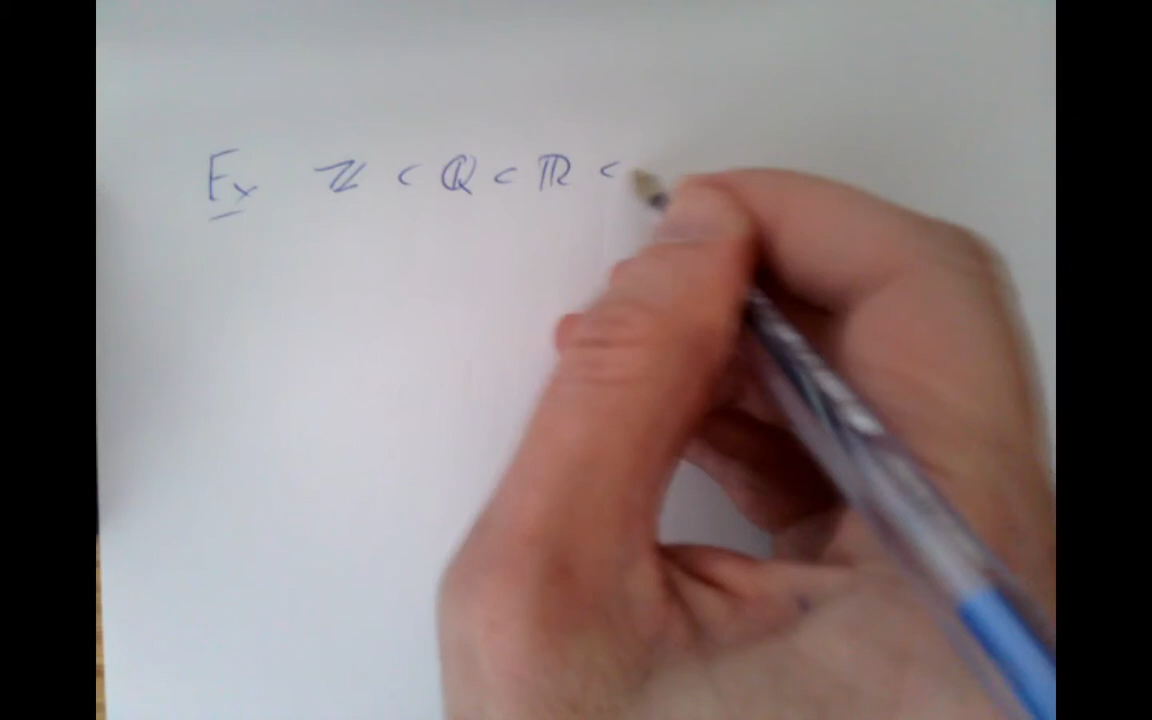 Ex ℤ < ℚ < ℝ <